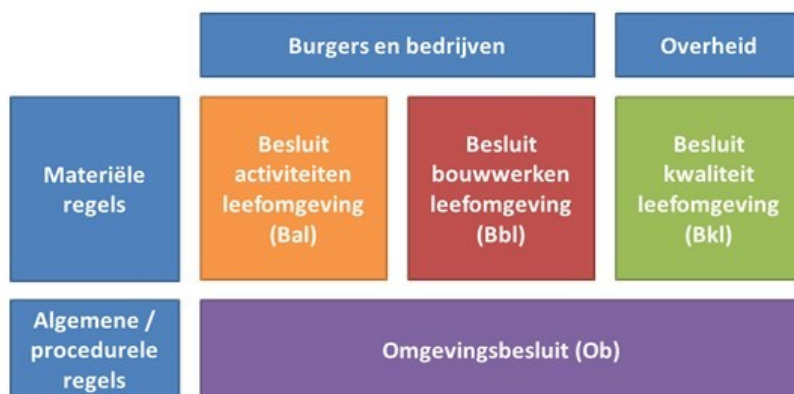 Burgers en bedrijven
Overheid
Materiële
regels
Besluit
activiteiten
leefomgeving
(Bal)
Besluit
bouwwerken
leefomgeving
(Bbl)
Besluit
kwaliteit
leefomgeving
(Bkl)
Algemene /
procedurele
regels
Omgevingsbesluit (Ob)